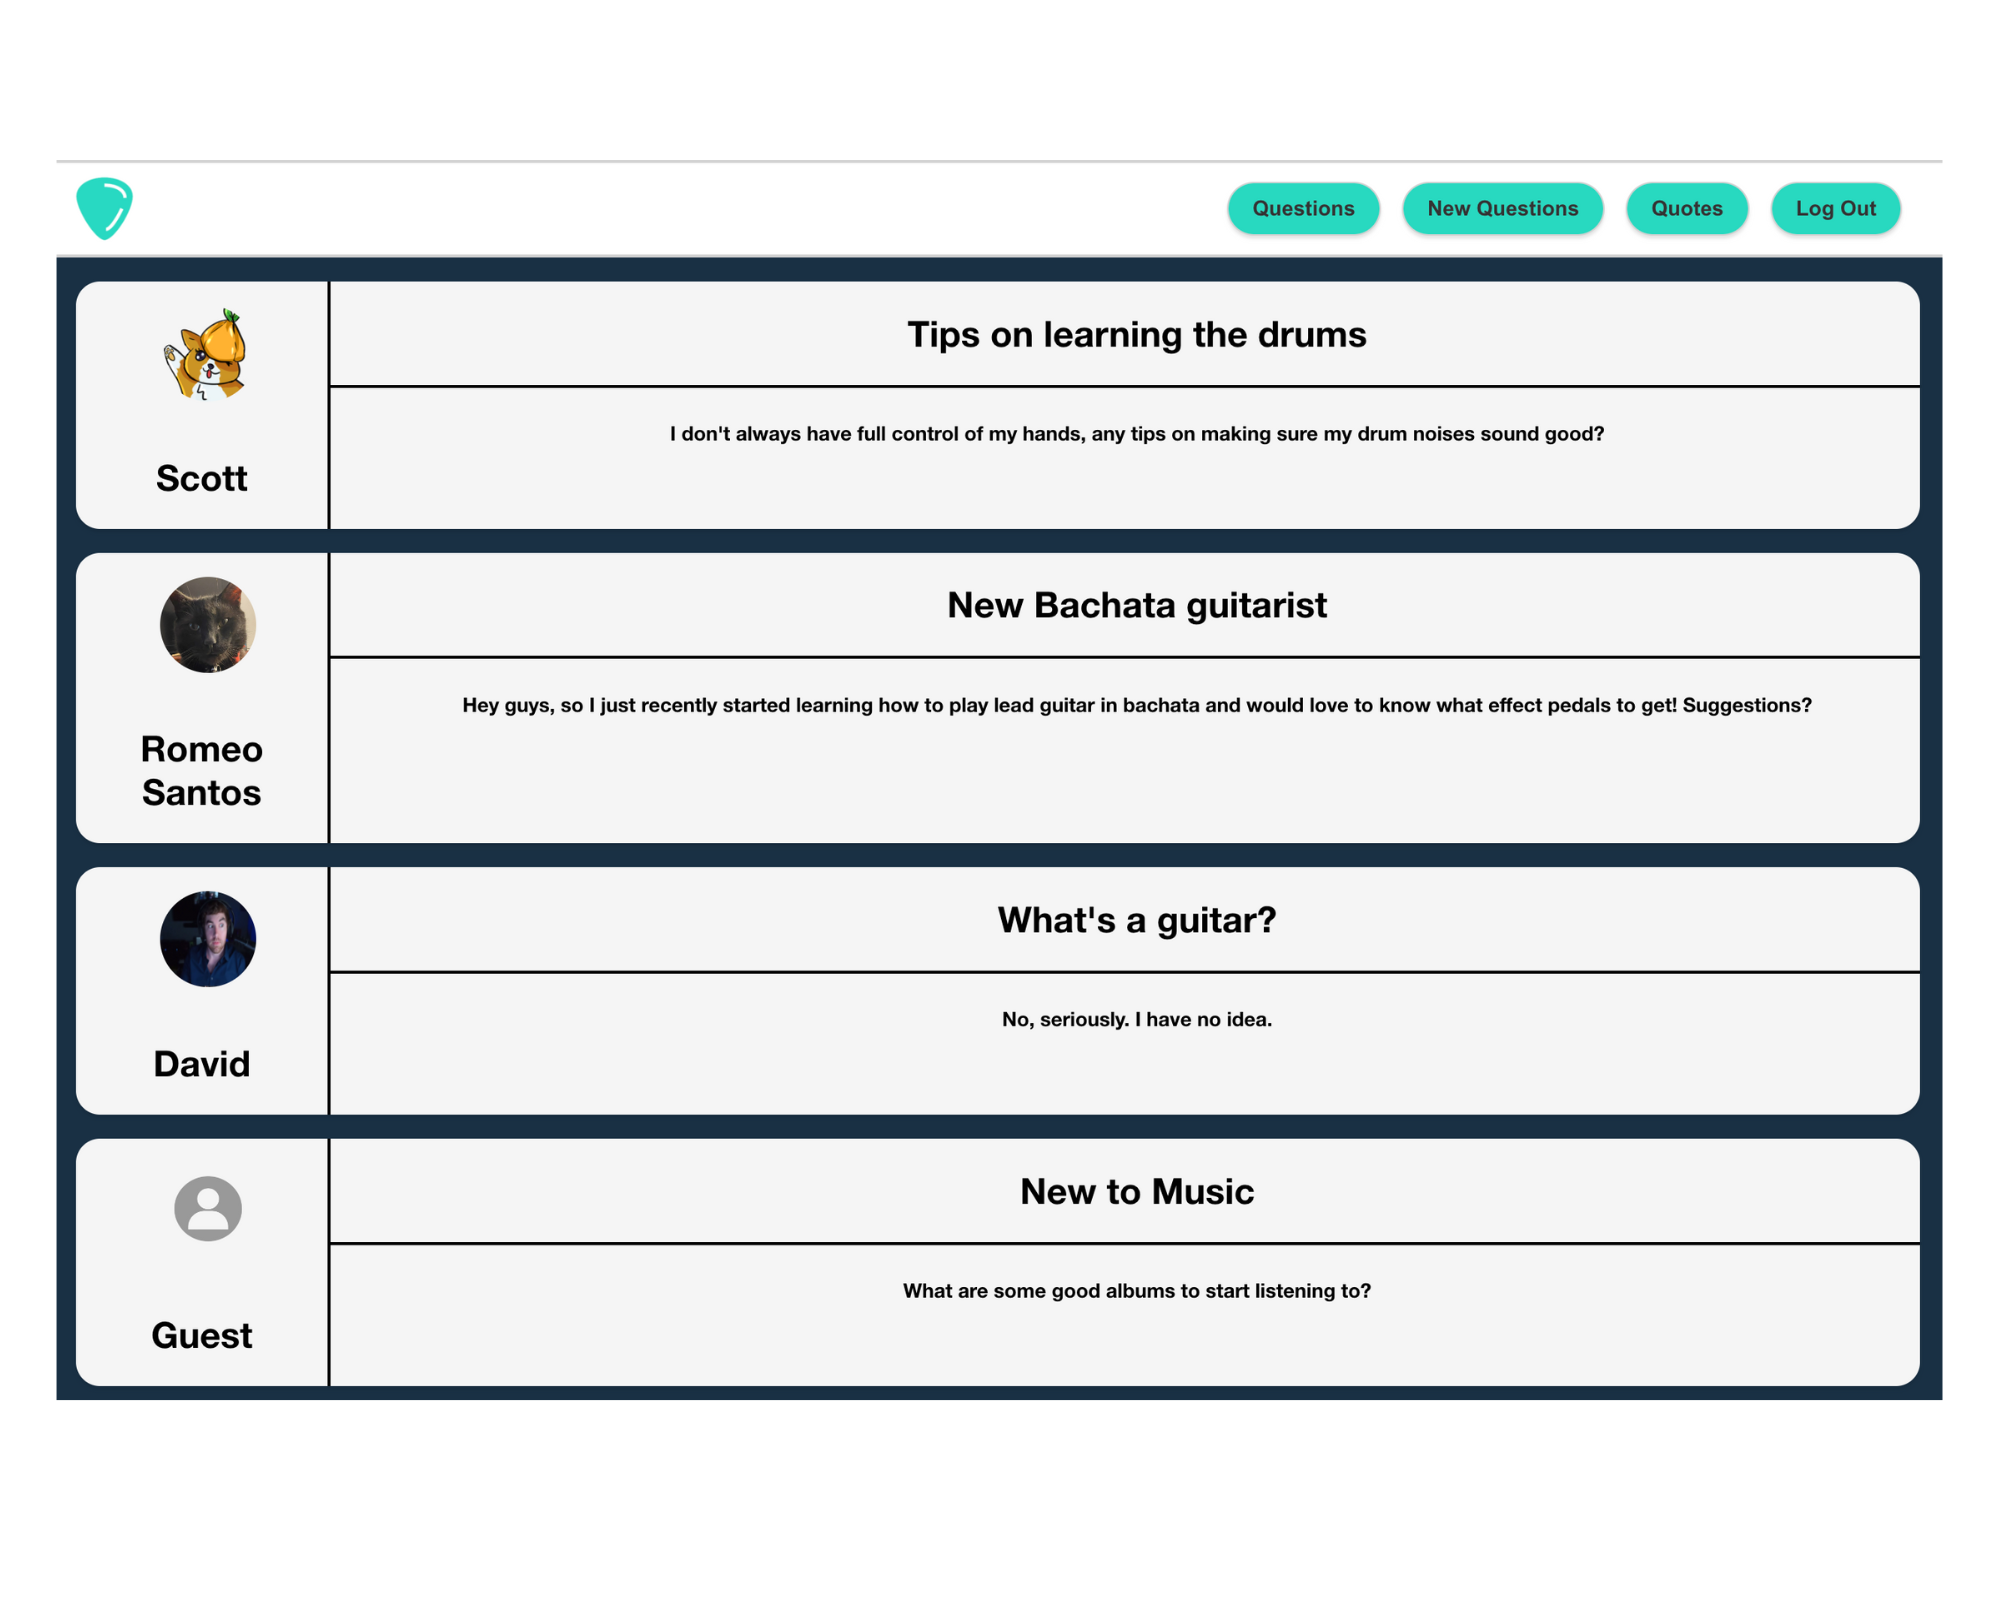 Questions
New Questions
Quotes
Log Out
Tips on learning the drums
I don't always have full control of my hands, any tips on making sure my drum noises sound good?
Scott
New Bachata guitarist
Hey guys, so I just recently started learning how to play lead guitar in bachata and would love to know what effect pedals to get! Suggestions?
Romeo
Santos
What's a guitar?
No, seriously. I have no idea.
David
New to Music
What are some good albums to start listening to?
Guest